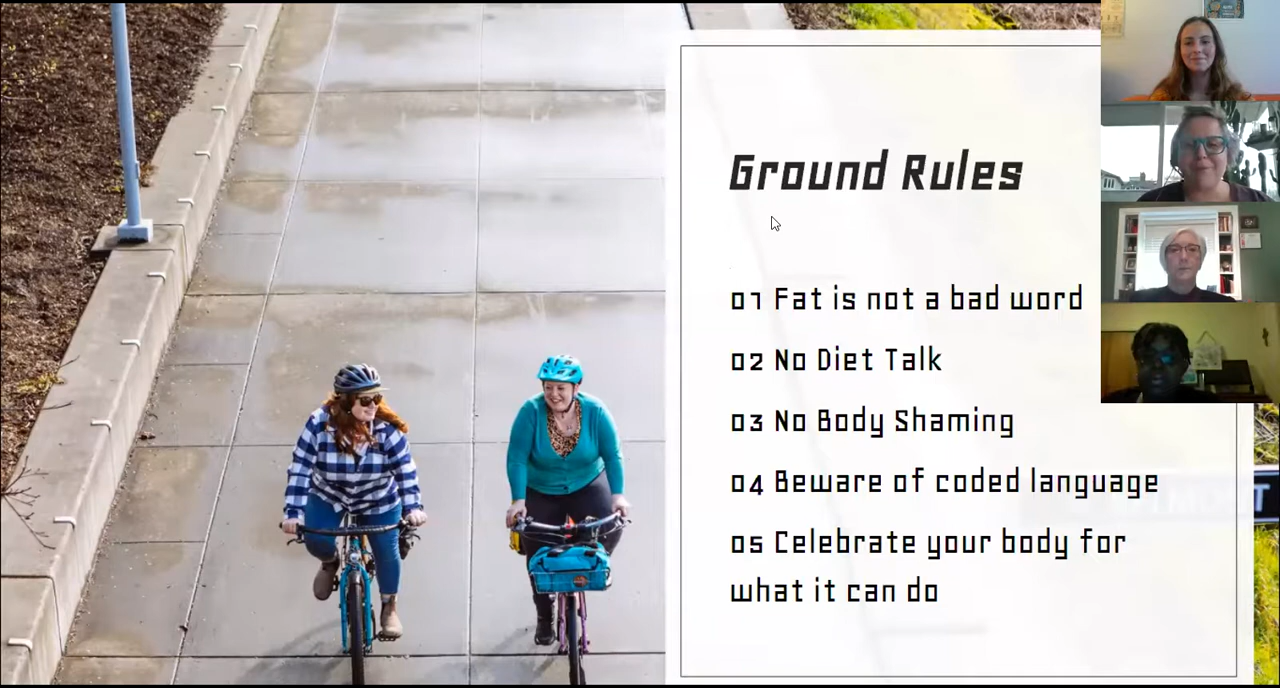 Ground Rules
01 Fat is not a bad word
02 No Diet Talk
03 No Body Shaming
04 Beware of coded language
05 Celebrate your body for
what it can do